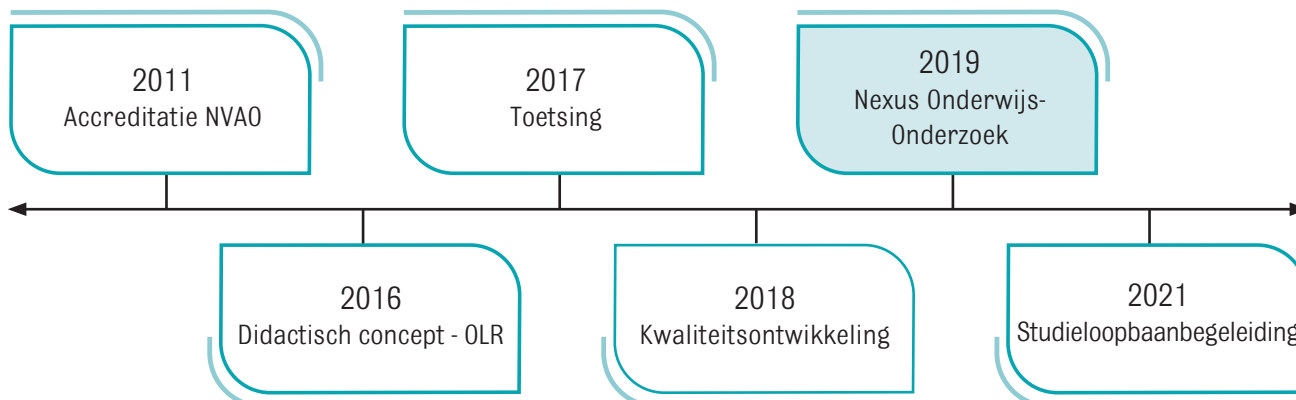 2011
Accreditatie NVAO
2017
Toetsing
2019
Nexus Onderwijs-
Onderzoek
2016
Didactisch concept - OLR
2018
Kwaliteitsontwikkeling
2021
Studieloopbaanbegeleiding